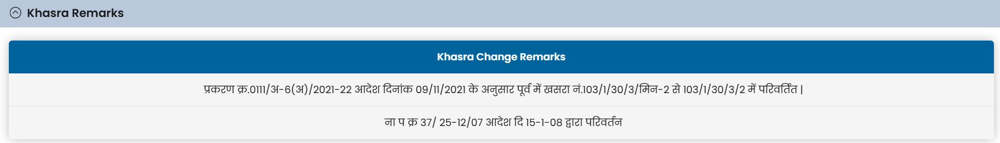 Khasra Remarks
Khasra Change Remarks
प्रकरण क्र.0111/अ-6(अ)/2021-22 आदेश दिनांक 09/11/2021 के अनुसार पूर्व में खसरा नं.103/1/30/3/मिन-2 से 103/1/30/3/2 में परिवर्तित |
ना प क्र 37/ 25-12/07 आदेश दि 15-1-08 द्वारा परिवर्तन